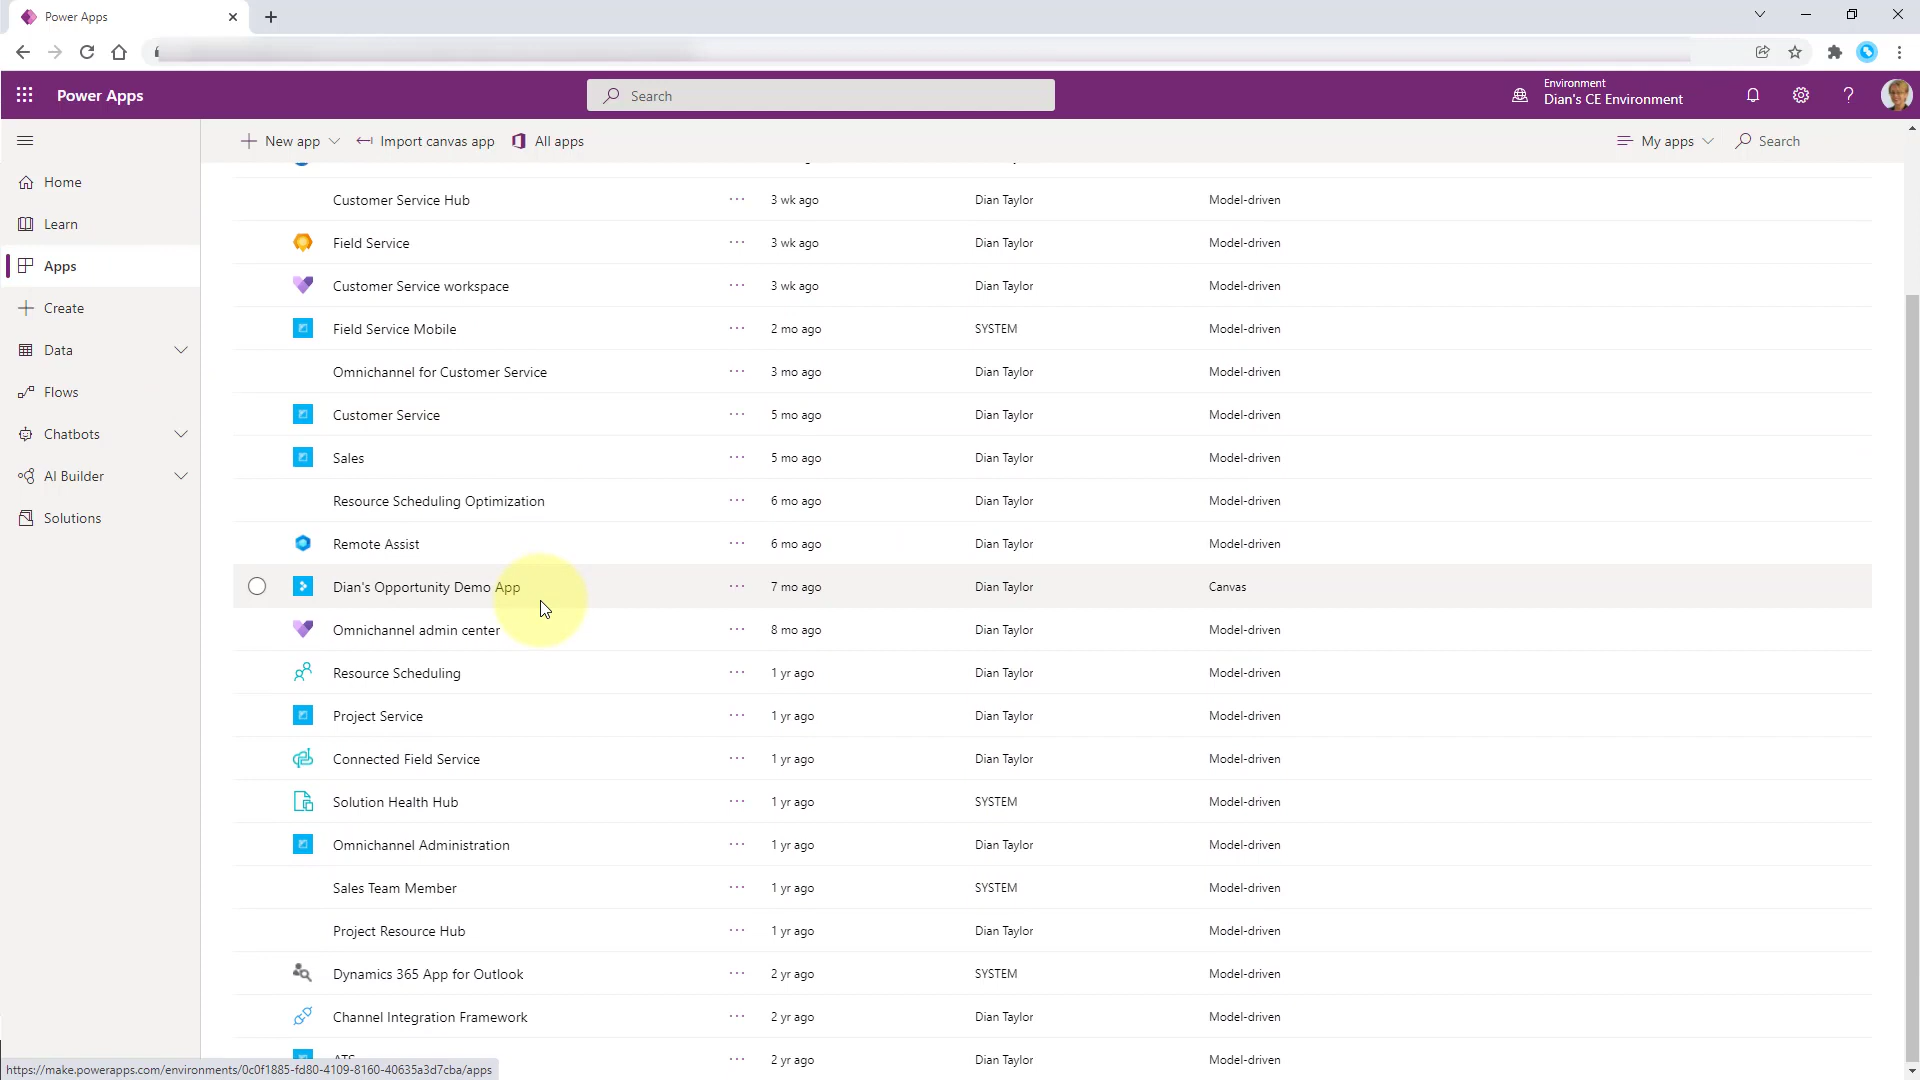 Power Apps
Power Apps
Search
Environment
Dian's CE Environment
New app
Import canvas app
All apps
My apps
Search
Home
Learn
Apps
Create
Data
Flows
Chatbots
AI Builder
Solutions
Customer Service Hub 3 wk ago Dian Taylor Model-driven
Field Service 3 wk ago Dian Taylor Model-driven
Customer Service workspace 3 wk ago Dian Taylor Model-driven
Field Service Mobile 2 mo ago SYSTEM Model-driven
Omnichannel for Customer Service 3 mo ago Dian Taylor Model-driven
Customer Service 5 mo ago Dian Taylor Model-driven
Sales 5 mo ago Dian Taylor Model-driven
Resource Scheduling Optimization 6 mo ago Dian Taylor Model-driven
Remote Assist 6 mo ago Dian Taylor Model-driven
Dian's Opportunity Demo App 7 mo ago Dian Taylor Canvas
Omnichannel admin center 8 mo ago Dian Taylor Model-driven
Resource Scheduling 1 yr ago Dian Taylor Model-driven
Project Service 1 yr ago Dian Taylor Model-driven
Connected Field Service 1 yr ago Dian Taylor Model-driven
Solution Health Hub 1 yr ago SYSTEM Model-driven
Omnichannel Administration 1 yr ago Dian Taylor Model-driven
Sales Team Member 1 yr ago SYSTEM Model-driven
Project Resource Hub 1 yr ago Dian Taylor Model-driven
Dynamics 365 App for Outlook 2 yr ago SYSTEM Model-driven
Channel Integration Framework 2 yr ago Dian Taylor Model-driven
2 yr ago Dian Taylor Model-driven
https://make.powerapps.com/environments/0c0f1885-fd80-4109-8160-40635a3d7cba/apps